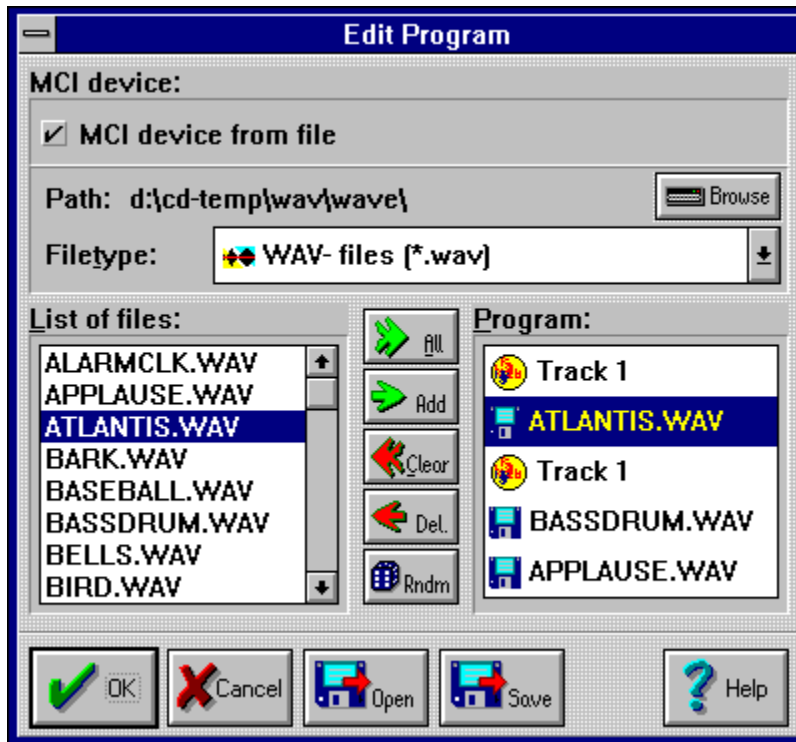 Edit Program
MCI device:
MCI device from file
Path: d:\cd-temp\wav\wave\
Browse
Filetype:
WAV- files (*.wav)
List of files:
ALARMCLK.WAV
APPLAUSE.WAV
ATLANTIS.WAV
BARK.WAV
BASEBALL.WAV
BASSDRUM.WAV
BELLS.WAV
BIRD.WAV
All
Add
Clear
Del.
Rndm
Program:
Track 1
ATLANTIS.WAV
Track 1
BASSDRUM.WAV
APPLAUSE.WAV
OK
Cancel
Open
Save
Help